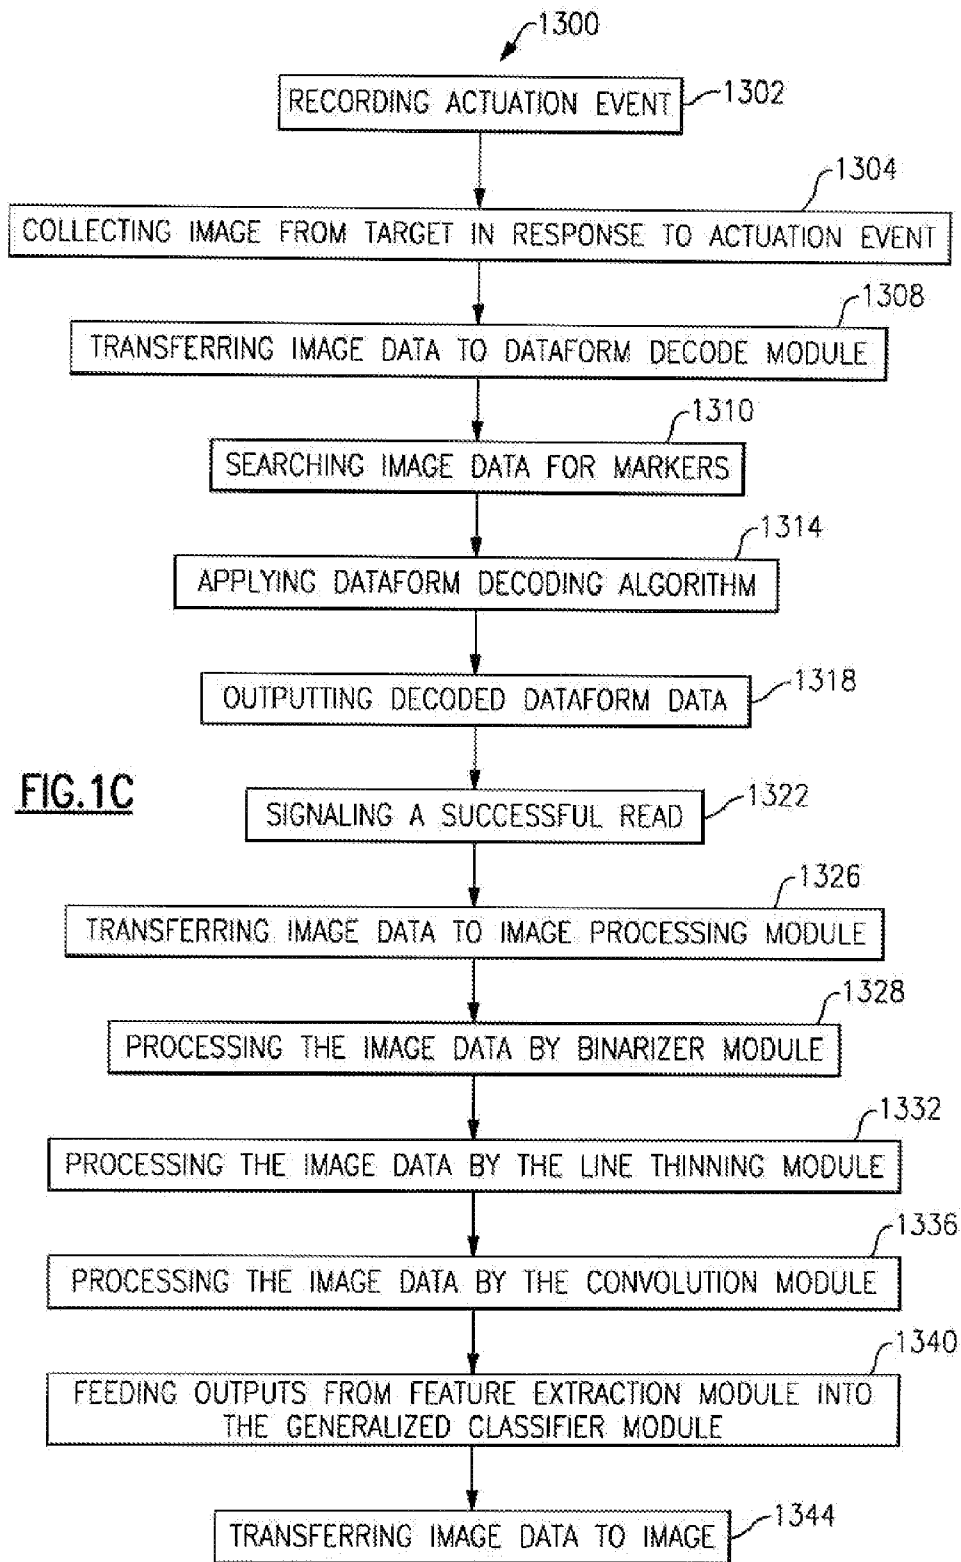 1300
RECORDING ACTUATION EVENT
1302
1304
COLLECTING IMAGE FROM TARGET IN RESPONSE TO ACTUATION EVENT
1308
TRANSFERRING IMAGE DATA TO DATAFORM DECODE MODULE
1310
SEARCHING IMAGE DATA FOR MARKERS
1314
APPLYING DATAFORM DECODING ALGORITHM
1318
OUTPUTTING DECODED DATAFORM DATA
FIG.1C
1322
SIGNALING A SUCCESSFUL READ
1326
TRANSFERRING IMAGE DATA TO IMAGE PROCESSING MODULE
1328
PROCESSING THE IMAGE DATA BY BINARIZER MODULE
1332
PROCESSING THE IMAGE DATA BY THE LINE THINNING MODULE
1336
PROCESSING THE IMAGE DATA BY THE CONVOLUTION MODULE
1340
FEEDING OUTPUTS FROM FEATURE EXTRACTION MODULE INTO
THE GENERALIZED CLASSIFIER MODULE
1344
TRANSFERRING IMAGE DATA TO IMAGE